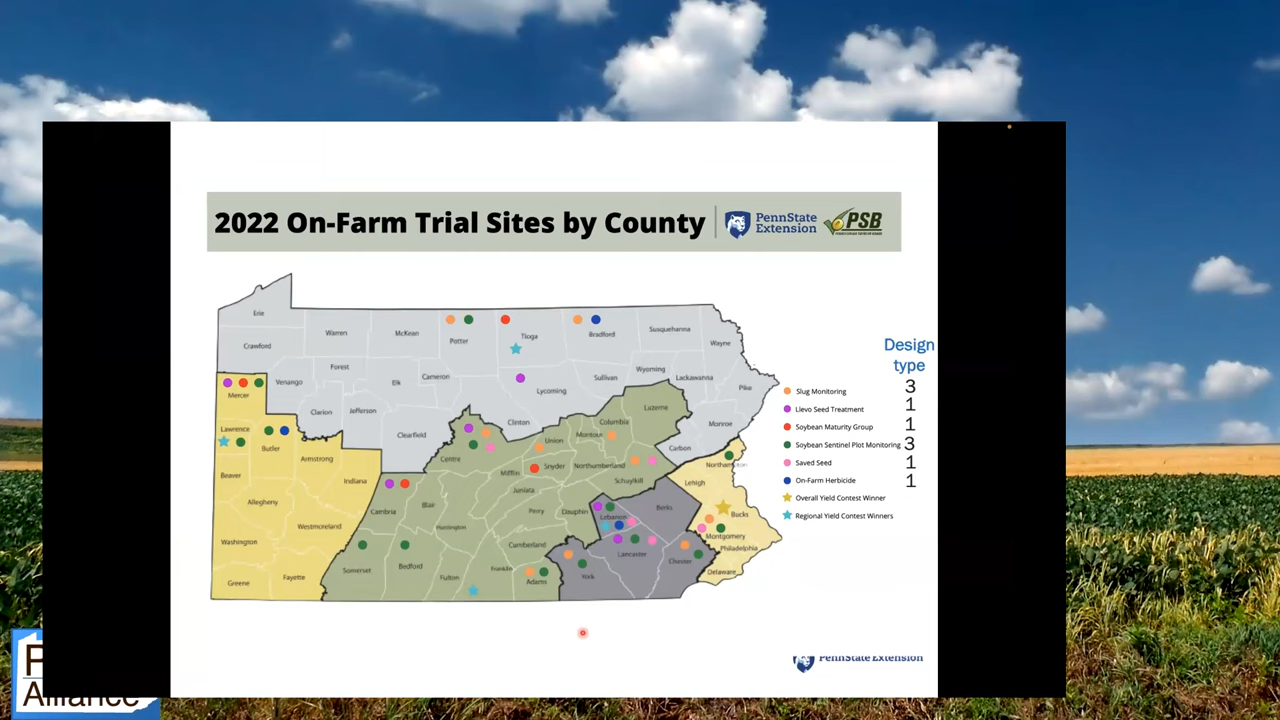 2022 On-Farm Trial Sites by County
PennState
Extension
PSB
Design
type
Slug Monitoring 3
Lievo Seed Treatment 1
Soybean Maturity Group 1
Soybean Sentinel Plot Monitoring 3
Saved Seed 1
On-Farm Herbicide 1
Overall Yield Contest Winner
Regional Yield Contest Winners
Erie
Crawford
Warren
McKean
Potter
Tioga
Bradford
Susquehanna
Wayne
Forest
Venango
Elk
Cameron
Lycoming
Sullivan
Wyoming
Lackawanna
Pike
Mercer
Clarion
Jefferson
Clearfield
Clinton
Columbia
Luzerne
Monroe
Carbon
Lawrence
Butler
Armstrong
Centre
Union
Montour
Northumberland
Snyder
Mifflin
Juniata
Schuylkill
Northampton
Lehigh
Beaver
Indiana
Allegheny
Westmoreland
Cambria
Blair
Huntingdon
Perry
Dauphin
Lebanon
Berks
Bucks
Montgomery
Philadelphia
Washington
Greene
Fayette
Somerset
Bedford
Fulton
Franklin
Cumberland
Adams
York
Lancaster
Chester
Delaware
PennState Extension
P
Alliance